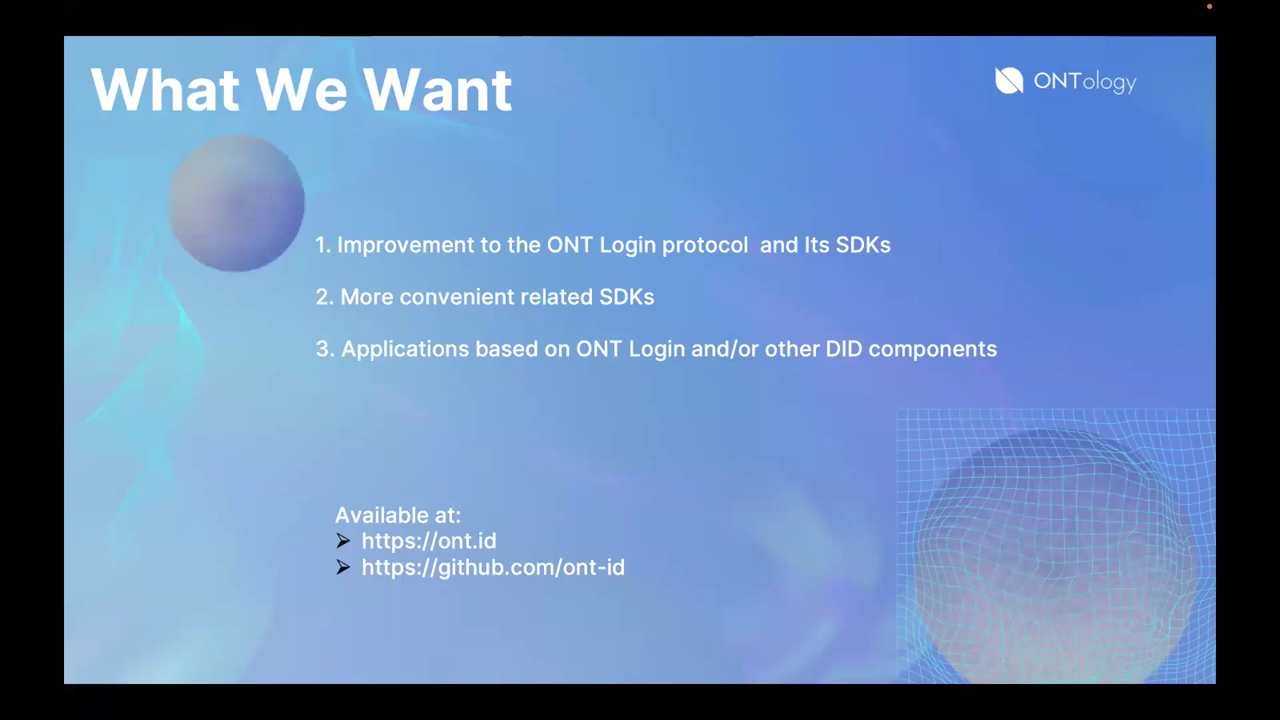 What We Want
ONTology
1. Improvement to the ONT Login protocol  and Its SDKs
2. More convenient related SDKs
3. Applications based on ONT Login and/or other DID components
Available at:
➢ https://ont.id
➢ https://github.com/ont-id